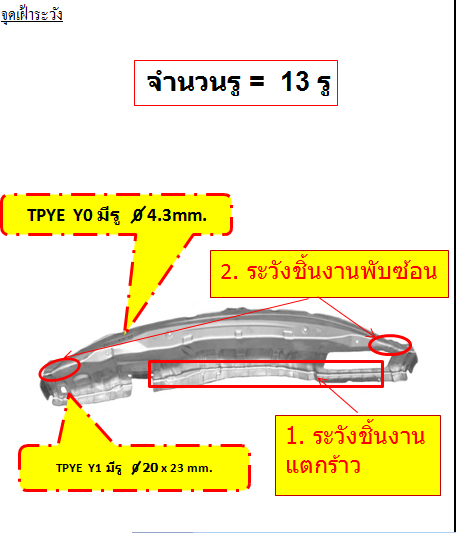 จุดเฝ้าระวัง
จำนวนรู = 13 รู
TPYE Y0 มีรู Ø 4.3mm.
2. ระวังชิ้นงานพับซ้อน
1. ระวังชิ้นงาน
แตกร้าว
TPYE Y1 มีรู Ø 20 x 23 mm.